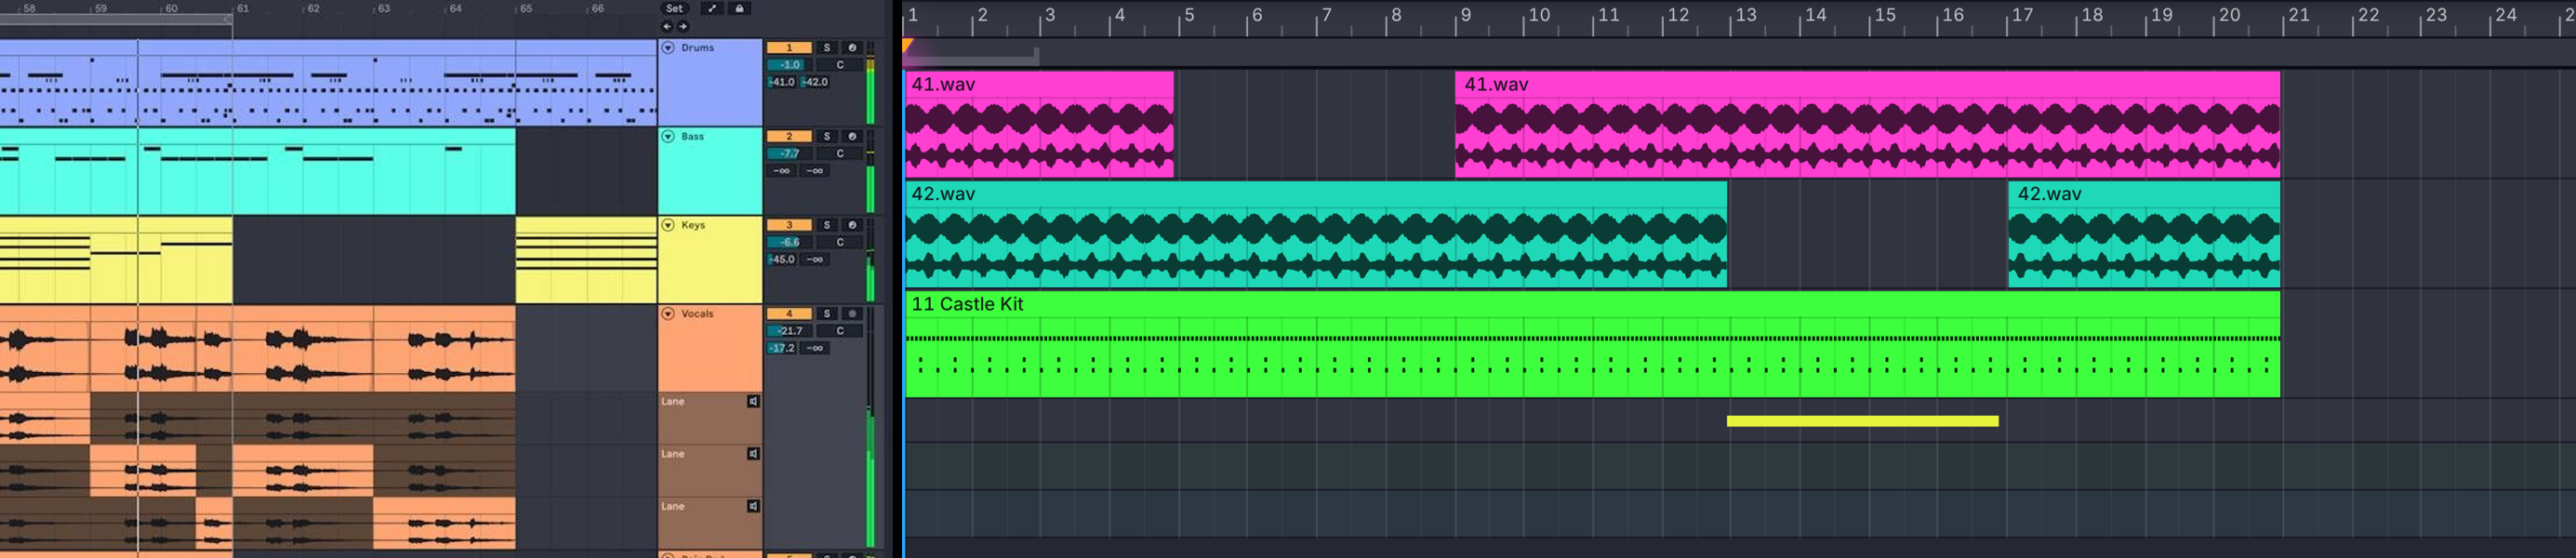 58 59 60 61 62 63 64 65 66 Set
Drums 1 S
-1.0 C
-41.0 -42.0
Bass 2 S
-7.7 C
-∞ -∞
Keys 3 S
-6.6 C
-45.0 -∞
Vocals 4 S
-21.7 C
-17.2 -∞
Lane
Lane
Lane
1 2 3 4 5 6 7 8 9 10 11 12 13 14 15 16 17 18 19 20 21 22 23 24
41.wav 41.wav
42.wav 42.wav
11 Castle Kit